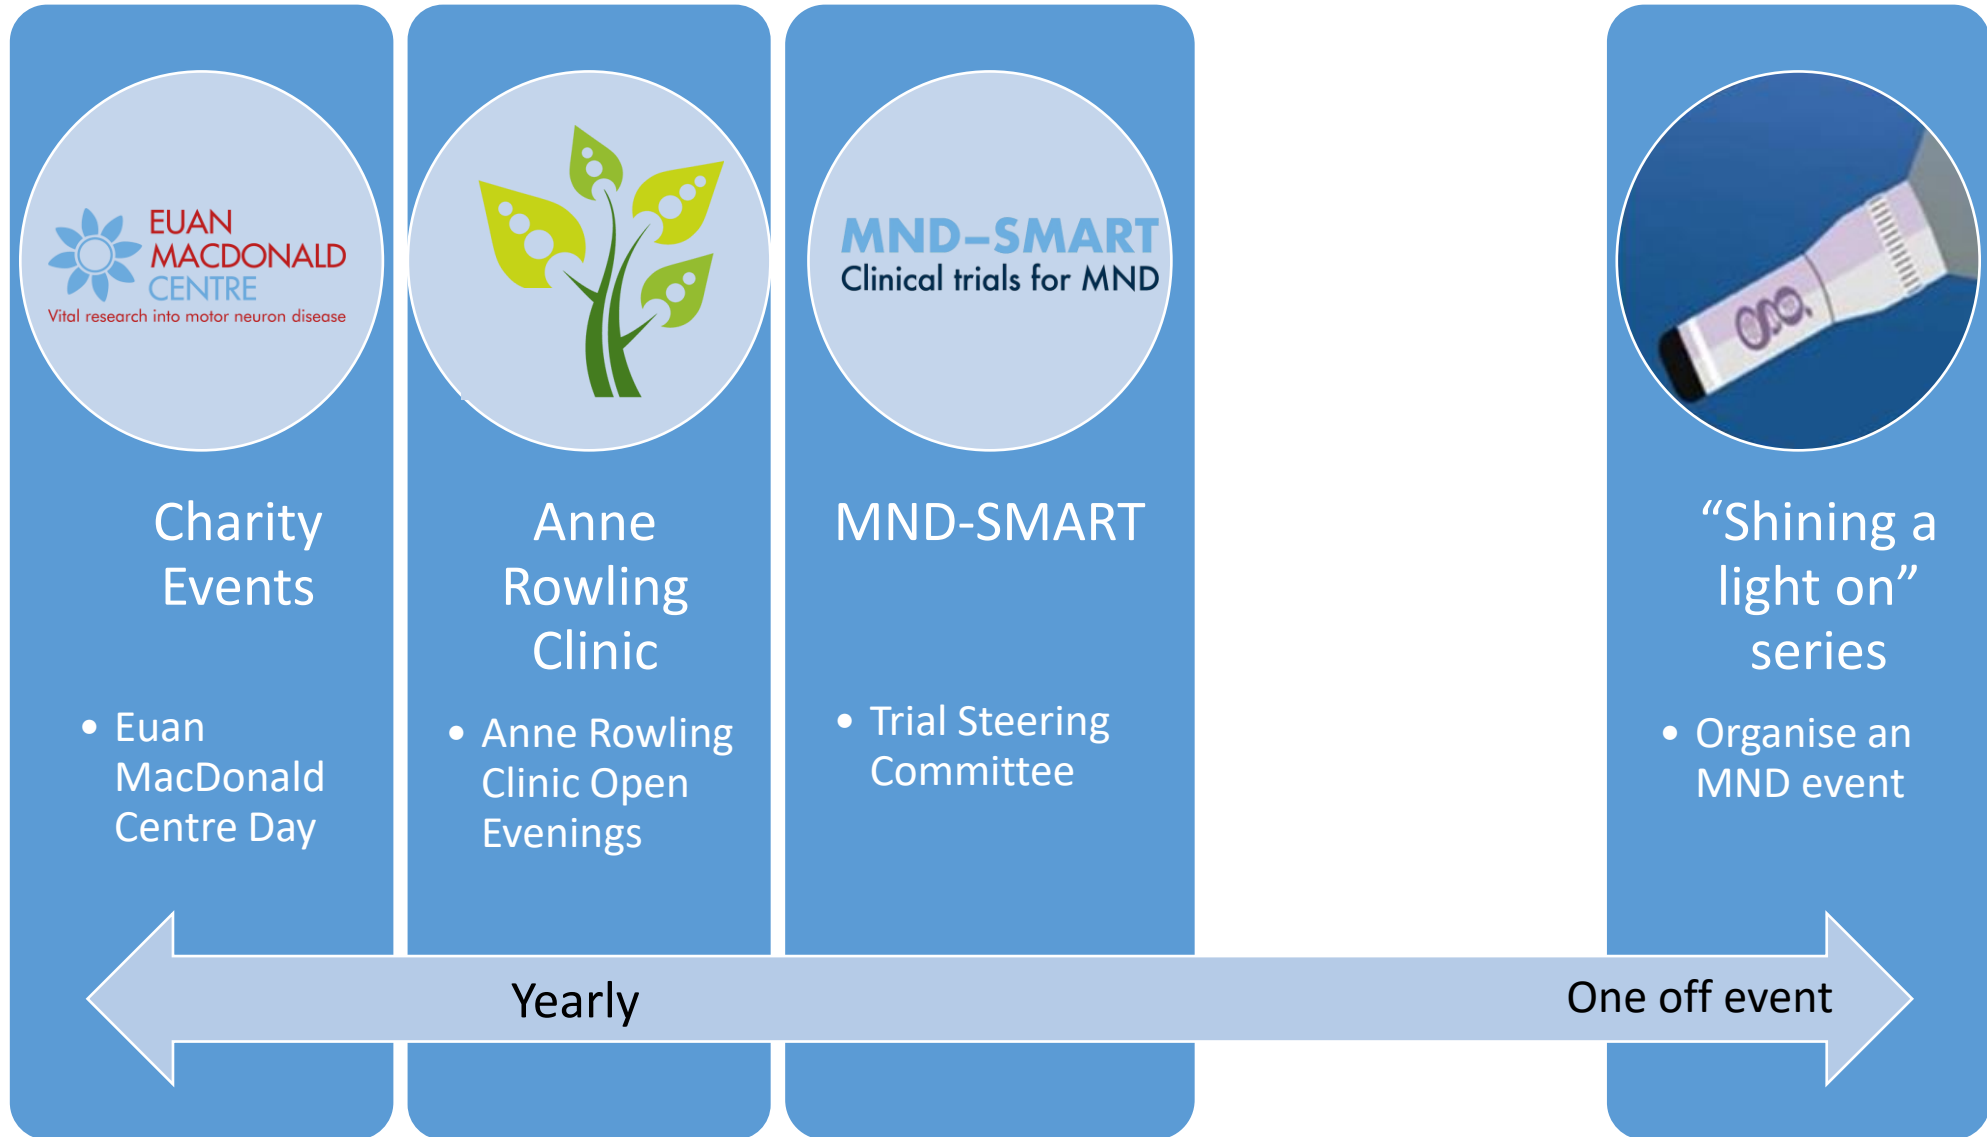 EUAN
MACDONALD
CENTRE
Vital research into motor neuron disease
Charity
Events
• Euan
MacDonald
Centre Day
Anne
Rowling
Clinic
• Anne Rowling
Clinic Open
Evenings
MND–SMART
Clinical trials for MND
MND-SMART
• Trial Steering
Committee
“Shining a
light on”
series
• Organise an
MND event
Yearly
One off event